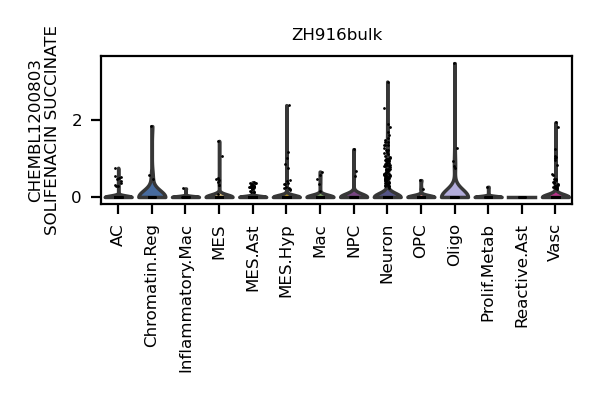 ZH916bulk
CHEMBL1200803
SOLIFENACIN SUCCINATE
2
0
AC
Chromatin.Reg
Inflammatory.Mac
MES
MES.Ast
MES.Hyp
Mac
NPC
Neuron
OPC
Oligo
Prolif.Metab
Reactive.Ast
Vasc